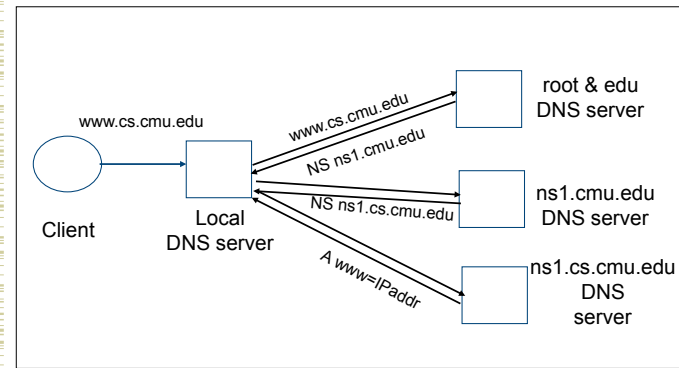 www.cs.cmu.edu
Client
Local
DNS server
www.cs.cmu.edu
NS ns1.cmu.edu
root & edu
DNS server
NS ns1.cs.cmu.edu
ns1.cmu.edu
DNS server
A www=IPaddr
ns1.cs.cmu.edu
DNS
server